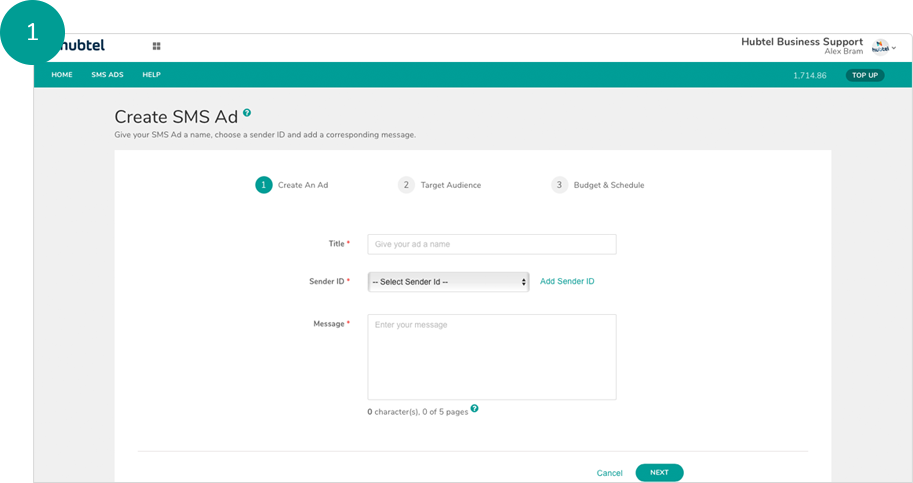 1
hubtel
Hubtel Business Support
Alex Bram
hubtel
HOME SMS ADS HELP 1,714.86 TOP UP
Create SMS Ad ?
Give your SMS Ad a name, choose a sender ID and add a corresponding message.
1 Create An Ad 2 Target Audience 3 Budget & Schedule
Title * Give your ad a name
Sender ID * -- Select Sender Id -- Add Sender ID
Message * Enter your message
0 character(s), 0 of 5 pages ?
Cancel NEXT